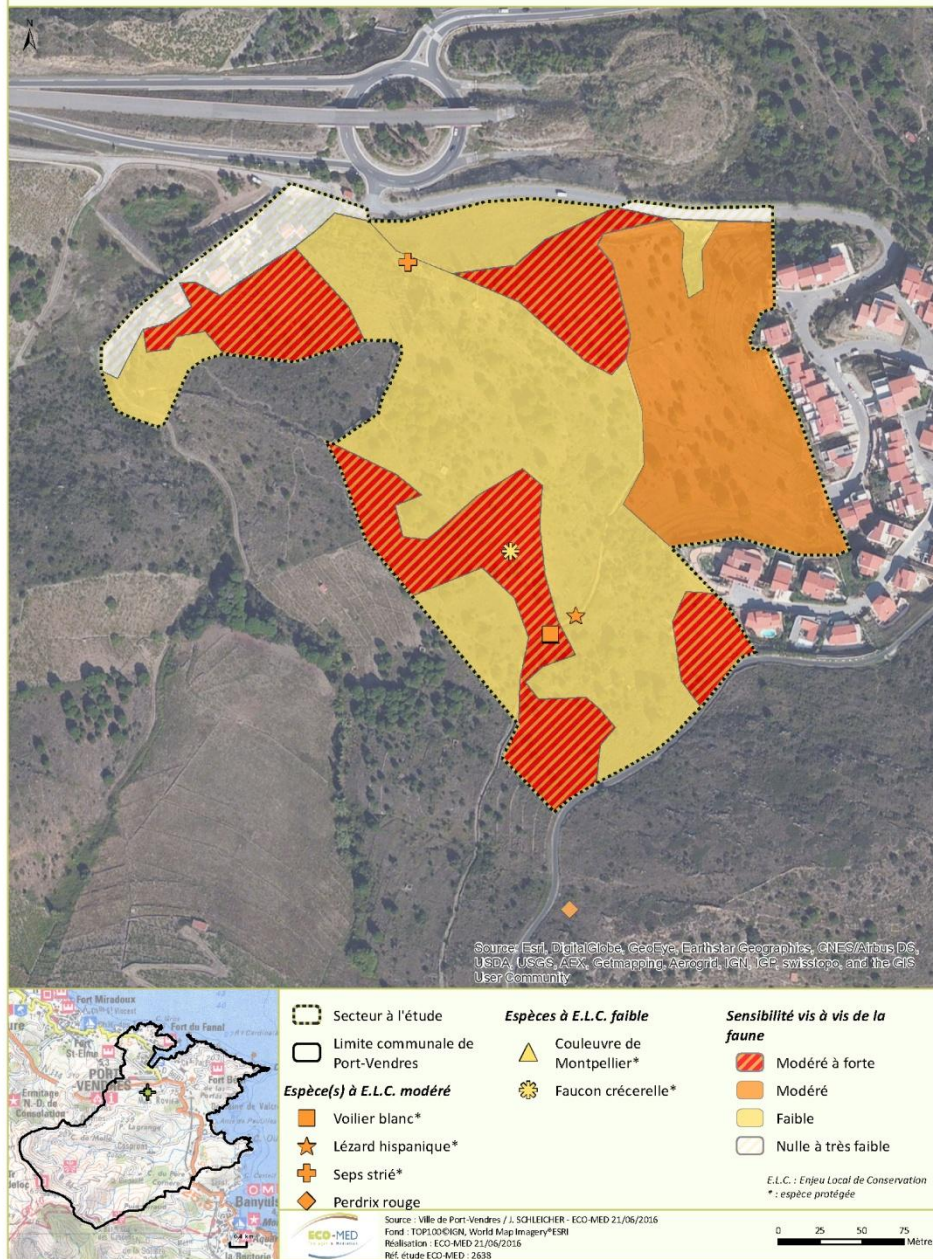 N
Source: Esri, DigitalGlobe, GeoEye, Earthstar Geographics, CNES/Airbus DS,
USDA, USGS, AEX, Getmapping, Aerogrid, IGN, IGP, swisstopo, and the GIS
User Community
Secteur à l'étude
Limite communale de
Port-Vendres
Espèce(s) à E.L.C. modéré
Voilier blanc*
Lézard hispanique*
Seps strié*
Perdrix rouge
Espèces à E.L.C. faible
Couleuvre de
Montpellier*
Faucon crécerelle*
Sensibilité vis à vis de la
faune
Modéré à forte
Modéré
Faible
Nulle à très faible
E.L.C. : Enjeu Local de Conservation
* : espèce protégée
Fort Miradoux
Fort du Fanal
Fort
St-Elme
PORT
VENDRES
Ermitage
N.-D. de
Consolation
Banyuls
ECO-MED
Source : Ville de Port-Vendres / J. SCHLEICHER - ECO-MED 21/06/2016
Fond : TOP100©IGN, World Map Imagery®ESRI
Réalisation : ECO-MED 21/06/2016
Réf. étude ECO-MED : 2638
0 25 50 75
Mètre